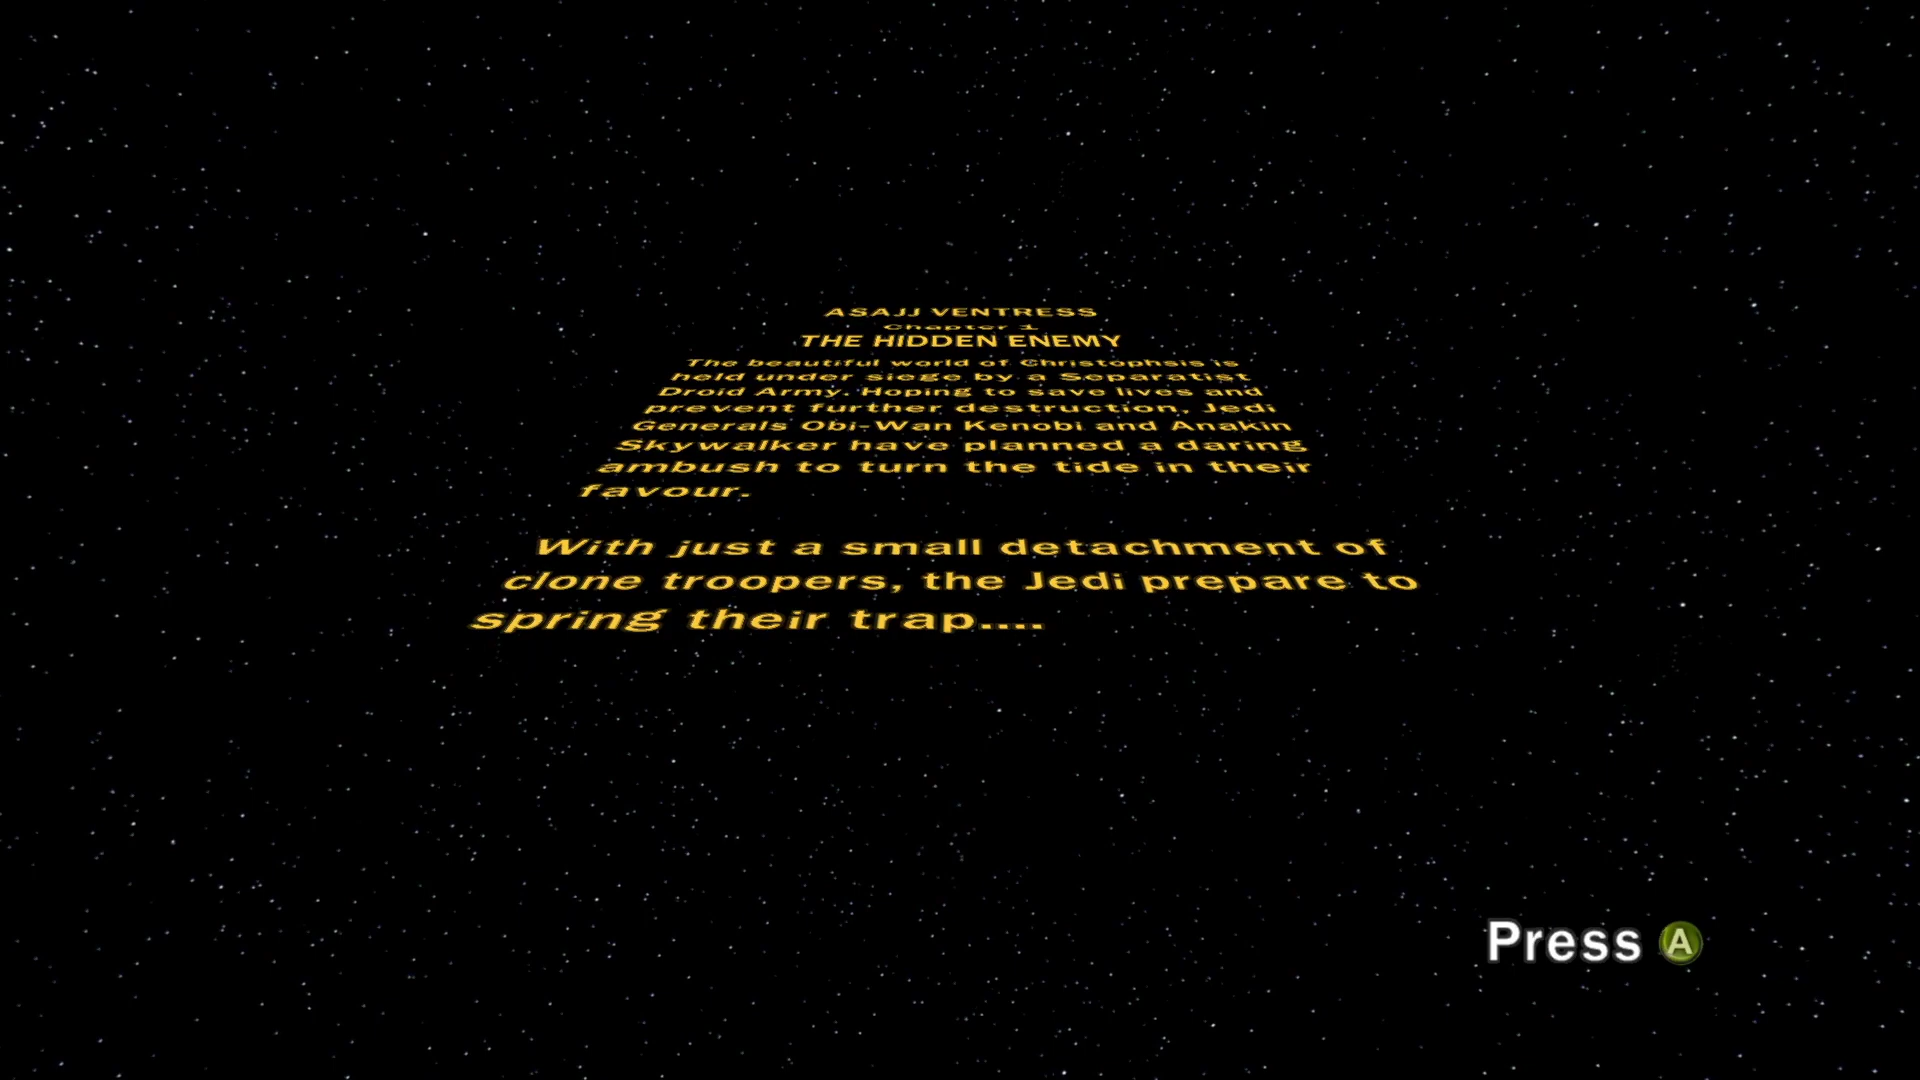 ASAJJ VENTRESS
Chapter 1
THE HIDDEN ENEMY
The beautiful world of Christophsis is
held under siege by a Separatist
Droid Army. Hoping to save lives and
prevent further destruction, Jedi
Generals Obi-Wan Kenobi and Anakin
Skywalker have planned a daring
ambush to turn the tide in their
favour.
With just a small detachment of
clone troopers, the Jedi prepare to
spring their trap....
Press A